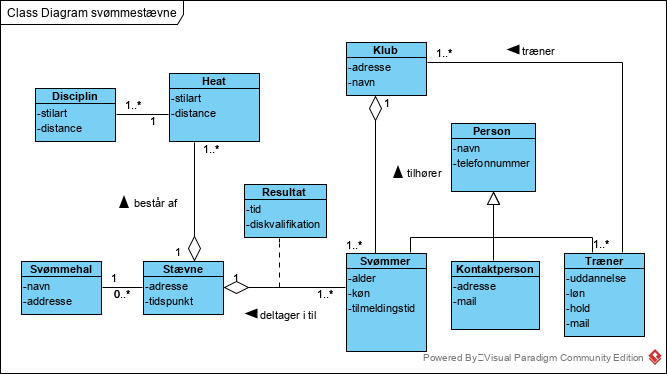 Class Diagram svømmestævne
Klub
-adresse
-navn
1..*
træner
1
Heat
-stilart
-distance
Disciplin
-stilart
-distance
1..*
1
1..*
Person
-navn
-telefonnummer
tilhører
består af
Resultat
-tid
-diskvalifikation
1
1..*
1..*
Svømmehal
-navn
-addresse
1
0..*
Stævne
-adresse
-tidspunkt
1
1..*
deltager i til
Svømmer
-alder
-køn
-tilmeldingstid
Kontaktperson
-adresse
-mail
Træner
-uddannelse
-løn
-hold
-mail
Powered By Visual Paradigm Community Edition